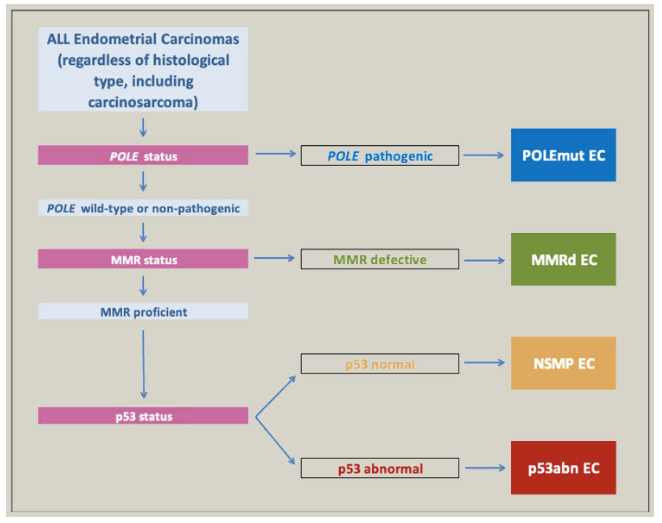 ALL Endometrial Carcinomas
(regardless of histological
type, including
carcinosarcoma)
POLE status
POLE pathogenic
POLEmut EC
POLE wild-type or non-pathogenic
MMR status
MMR defective
MMRd EC
MMR proficient
p53 normal
NSMP EC
p53 status
p53 abnormal
p53abn EC